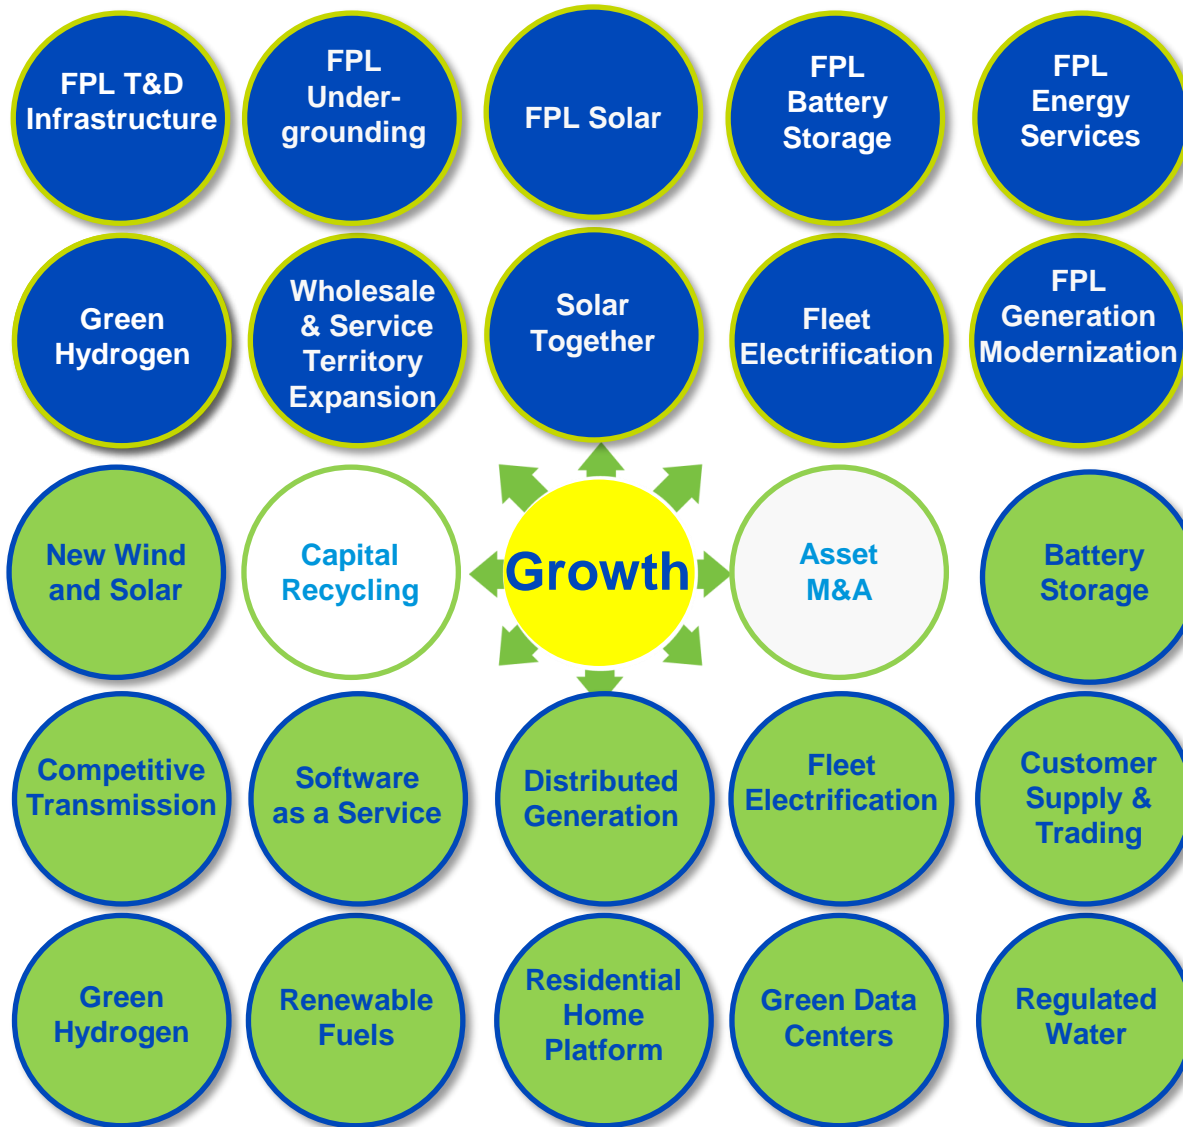 FPL T&D
Infrastructure
FPL
Under-
grounding
FPL Solar
FPL
Battery
Storage
FPL
Energy
Services
Green
Hydrogen
Wholesale
& Service
Territory
Expansion
Solar
Together
Fleet
Electrification
FPL
Generation
Modernization
New Wind
and Solar
Capital
Recycling
Growth
Asset
M&A
Battery
Storage
Competitive
Transmission
Software
as a Service
Distributed
Generation
Fleet
Electrification
Customer
Supply &
Trading
Green
Hydrogen
Renewable
Fuels
Residential
Home
Platform
Green Data
Centers
Regulated
Water